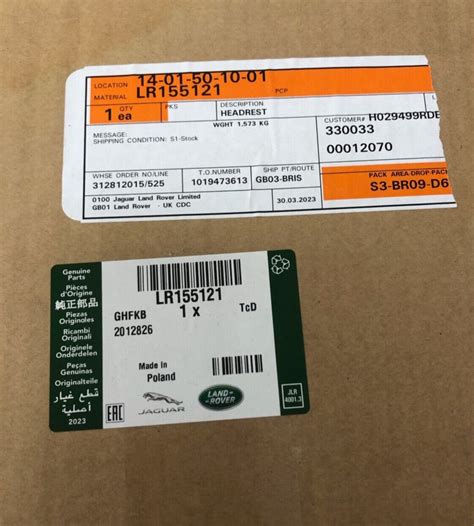 LOCATION 14-01-50-10-01
MATERIAL LR155121 PCP
1 QTY ea PKS DESCRIPTION HEADREST
WGHT 1,573 KG
MESSAGE:
SHIPPING CONDITION: S1-Stock
CUSTOMER# H029499RDE
330033
00012070
WHSE ORDER NO/LINE T.O.NUMBER SHIP PT/ROUTE
312812015/525 1019473613 GB03-BRIS
PACK AREA-DROP-PACK
S3-BR09-D6
0100 Jaguar Land Rover Limited
GB01 Land Rover - UK CDC 30.03.2023
Genuine
Parts
Pièces
d'Origine
純正部品
Piezas
Originales
Ricambi
Originali
Originele
Onderdelen
Peças
Genuinas
Originalteile
قطع غيار
أصلية
2023
LR155121
1 x TcD
GHFKB
2012826
Made In
Poland
EAC
JAGUAR
LAND-
ROVER
JLR
4001.3